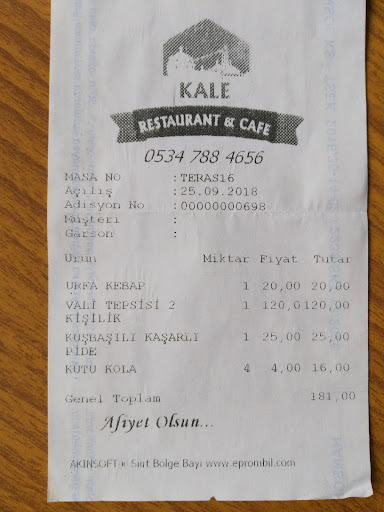 KALE
RESTAURANT & CAFE
0534 788 4656
MASA NO :TERAS16
Açılış :25.09.2018
Adisyon No :00000000698
Müşteri :
Garson :
Ürün Miktar Fiyat Tutar
URFA KEBAP 1 20,00 20,00
VALİ TEPSİSİ 2 1 120,0120,00
KİŞİLİK
KUŞBAŞILI KAŞARLI 1 25,00 25,00
PİDE
KUTU KOLA 4 4,00 16,00
Genel Toplam 181,00
Afiyet Olsun...
AKINSOFT Siirt Bölge Bayi www.eprombil.com